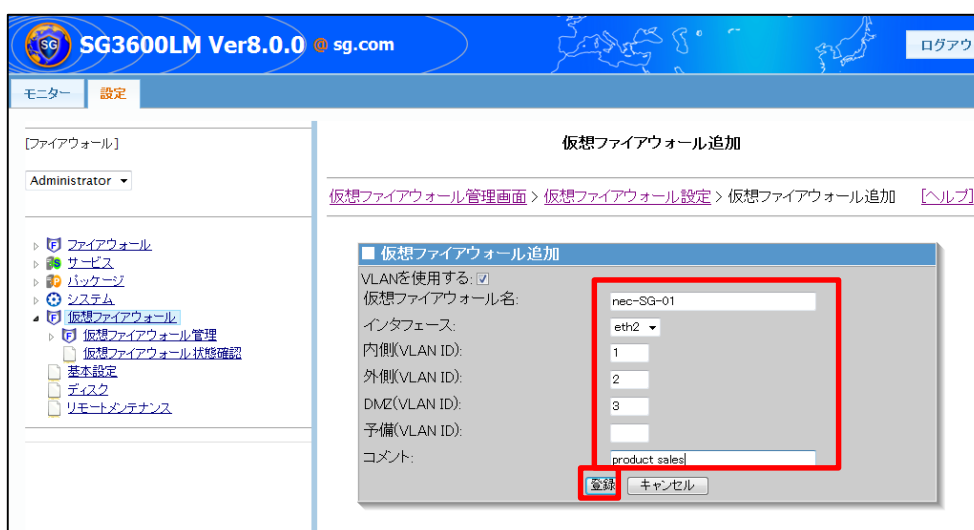 SG SG3600LM Ver8.0.0 @ sg.com
ログアウ
モニター 設定
[ファイアウォール]
Administrator
ファイアウォール
サービス
パッケージ
システム
仮想ファイアウォール
仮想ファイアウォール管理
仮想ファイアウォール状態確認
基本設定
ディスク
リモートメンテナンス
仮想ファイアウォール追加
仮想ファイアウォール管理画面 > 仮想ファイアウォール設定 > 仮想ファイアウォール追加 [ヘルプ]
■ 仮想ファイアウォール追加
VLANを使用する:
仮想ファイアウォール名: nec-SG-01
インタフェース: eth2
内側(VLAN ID): 1
外側(VLAN ID): 2
DMZ(VLAN ID): 3
予備(VLAN ID):
コメント: product sales
登録 キャンセル